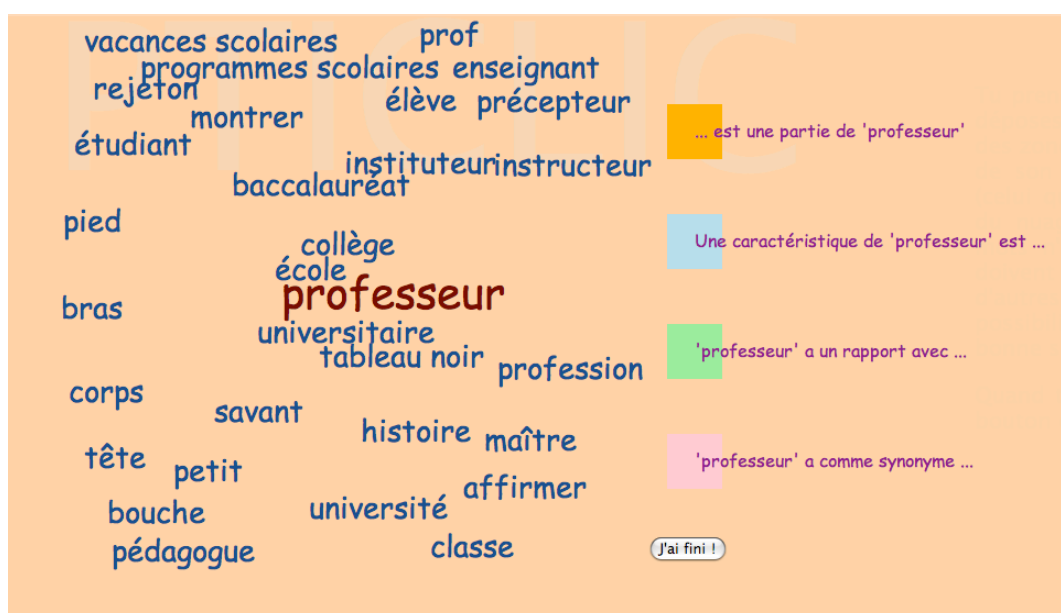 PTICLIC
vacances scolaires
prof
programmes scolaires
enseignant
rejeton
élève
précepteur
montrer
étudiant
instituteur
instructeur
baccalauréat
pied
collège
école
professeur
bras
universitaire
tableau noir
profession
corps
savant
histoire
maître
tête
petit
affirmer
bouche
université
pédagogue
classe
... est une partie de 'professeur'
Une caractéristique de 'professeur' est ...
'professeur' a un rapport avec ...
'professeur' a comme synonyme ...
J'ai fini !